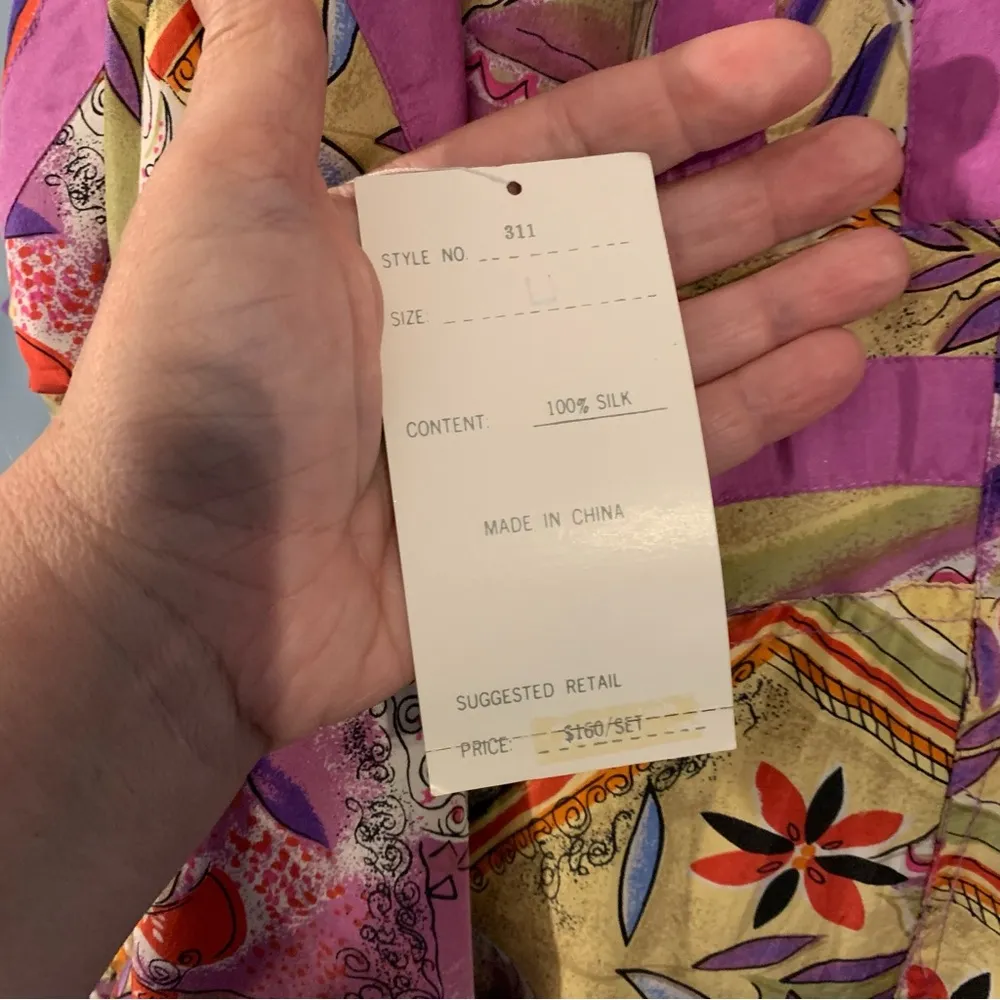 STYLE NO. 311
SIZE:
CONTENT: 100% SILK
MADE IN CHINA
SUGGESTED RETAIL
PRICE: $160/SET